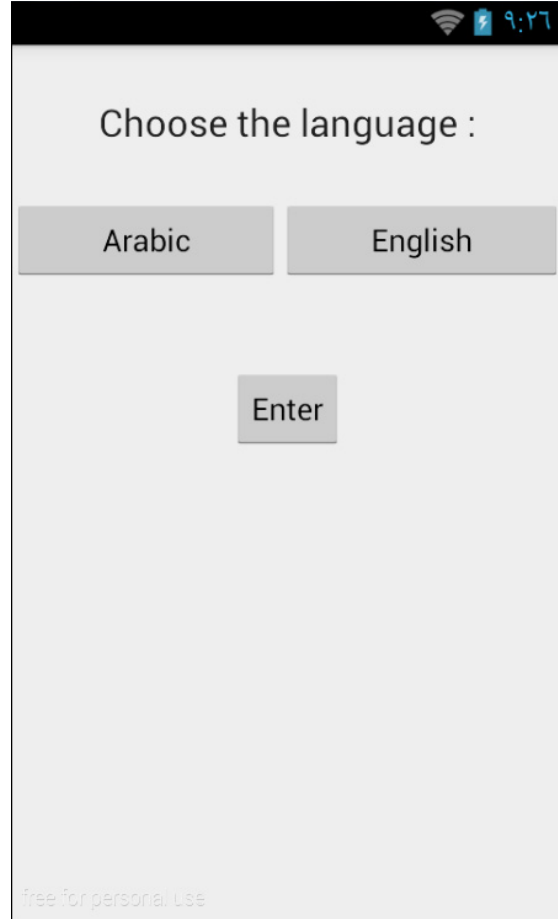 ٩:٢٦
Choose the language :
Arabic English
Enter
free for personal use